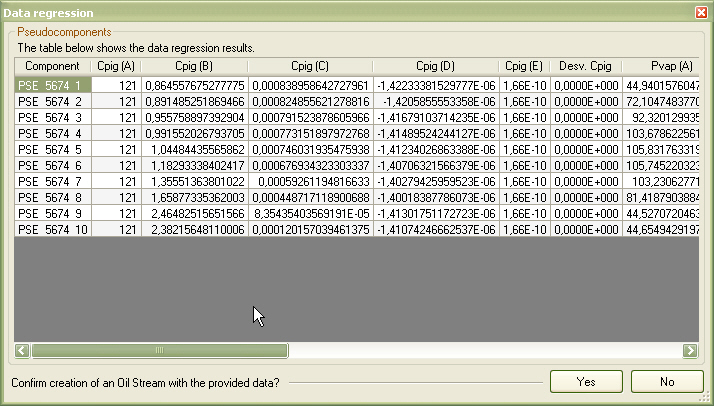 Data regression
Pseudocomponents
The table below shows the data regression results.
Component Cpig (A) Cpig (B) Cpig (C) Cpig (D) Cpig (E) Desv. Cpig Pvap (A)
PSE_5674_1 121 0,864557675277775 0,000838958642727961 -1,42233381529777E-06 1,66E-10 0,0000E+000 44,9401576047
PSE_5674_2 121 0,891485251869466 0,000824855621278816 -1,4205855553358E-06 1,66E-10 0,0000E+000 72,1047483770
PSE_5674_3 121 0,955758897392904 0,000791523878605966 -1,41679103714235E-06 1,66E-10 0,0000E+000 92,320129935
PSE_5674_4 121 0,991552026793705 0,000773151897972768 -1,41489524244127E-06 1,66E-10 0,0000E+000 103,678622561
PSE_5674_5 121 1,04484435565862 0,000746031935475938 -1,41234026863388E-06 1,66E-10 0,0000E+000 105,831763319
PSE_5674_6 121 1,18293338402417 0,000676934323303337 -1,40706321566379E-06 1,66E-10 0,0000E+000 105,745220323
PSE_5674_7 121 1,35551363801022 0,00059261194816633 -1,40279425959523E-06 1,66E-10 0,0000E+000 103,23062771
PSE_5674_8 121 1,65877335362003 0,000448717118900688 -1,40018387786073E-06 1,66E-10 0,0000E+000 81,4187903884
PSE_5674_9 121 2,46482515651566 8,35435403569191E-05 -1,41301751172723E-06 1,66E-10 0,0000E+000 44,5270720463
PSE_5674_10 121 2,38215648110006 0,000120157039461375 -1,41074246662537E-06 1,66E-10 0,0000E+000 44,6549429197
Confirm creation of an Oil Stream with the provided data?
Yes
No